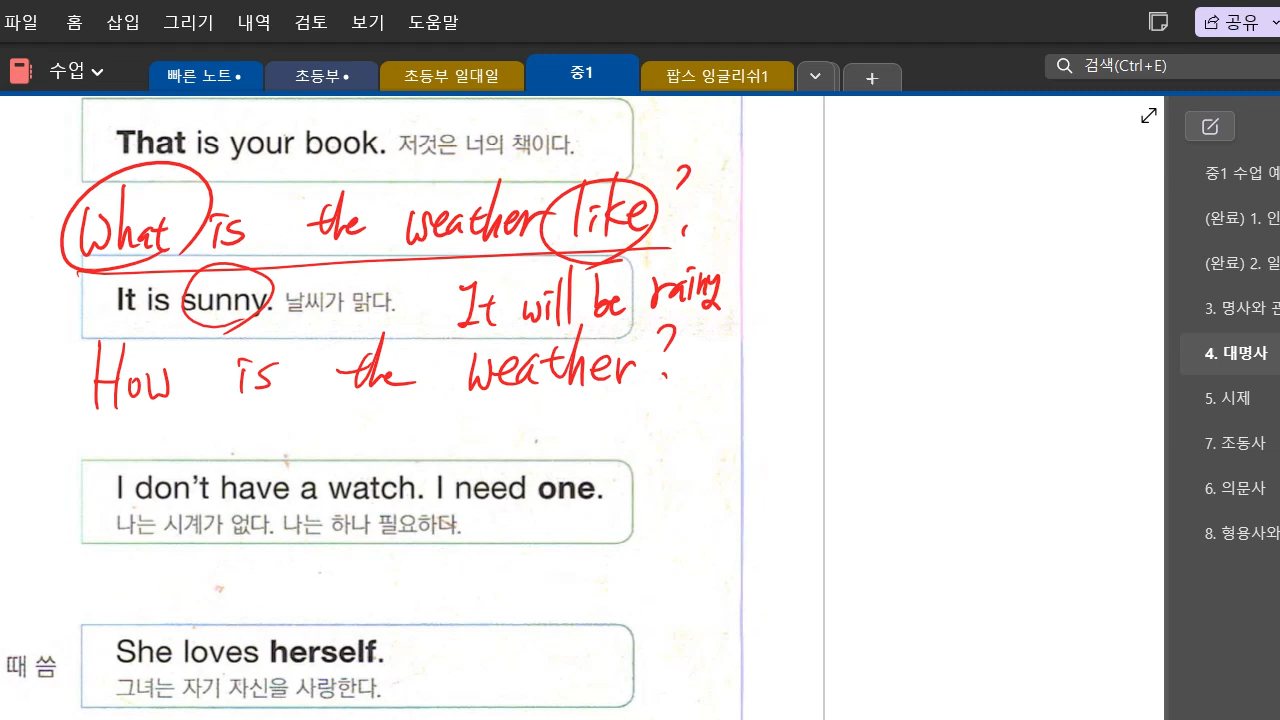 파일 홈 삽입 그리기 내역 검토 보기 도움말 공유
수업 빠른 노트 초등부 초등부 일대일 중1 팝스 잉글리쉬1 + 검색(Ctrl+E)
That is your book. 저것은 너의 책이다.
What is the weather like?
It is sunny. 날씨가 맑다. It will be rainy
How is the weather?
I don't have a watch. I need one.
나는 시계가 없다. 나는 하나 필요하다.
때 씀
She loves herself.
그녀는 자기 자신을 사랑한다.
중1 수업 예
(완료) 1. 인
(완료) 2. 일
3. 명사와 관
4. 대명사
5. 시제
7. 조동사
6. 의문사
8. 형용사와